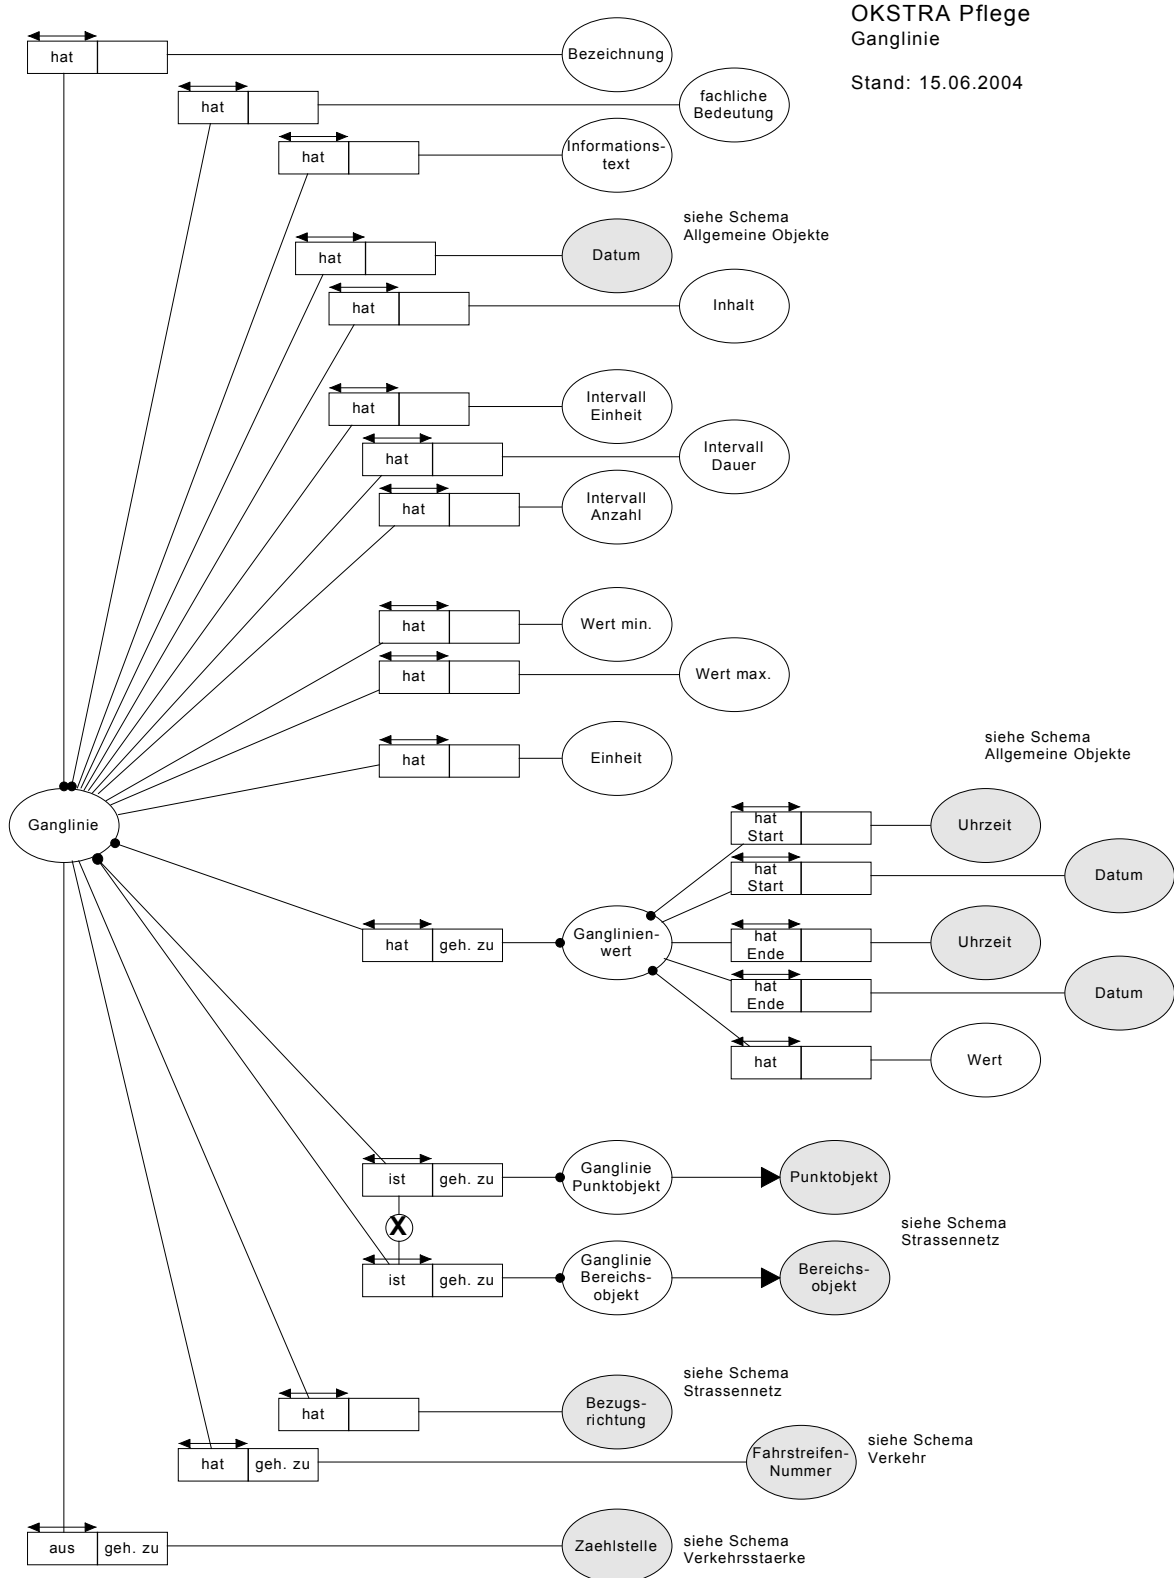 OKSTRA Pflege
Ganglinie
Stand: 15.06.2004
hat
Bezeichnung
hat
fachliche
Bedeutung
hat
Informations-
text
siehe Schema
Allgemeine Objekte
hat
Datum
hat
Inhalt
hat
Intervall
Einheit
hat
Intervall
Dauer
hat
Intervall
Anzahl
hat
Wert min.
hat
Wert max.
hat
Einheit
siehe Schema
Allgemeine Objekte
Ganglinie
hat
Start
Uhrzeit
hat
Start
Datum
hat
geh. zu
Ganglinien-
wert
hat
Ende
Uhrzeit
hat
Ende
Datum
hat
Wert
ist
geh. zu
Ganglinie
Punktobjekt
Punktobjekt
X
siehe Schema
Strassennetz
ist
geh. zu
Ganglinie
Bereichs-
objekt
Bereichs-
objekt
siehe Schema
Strassennetz
hat
Bezugs-
richtung
hat
geh. zu
Fahrstreifen-
Nummer
siehe Schema
Verkehr
aus
geh. zu
Zaehlstelle
siehe Schema
Verkehrsstaerke